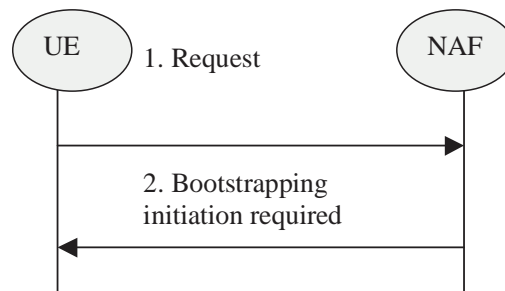 UE
NAF
1. Request
2. Bootstrapping
initiation required